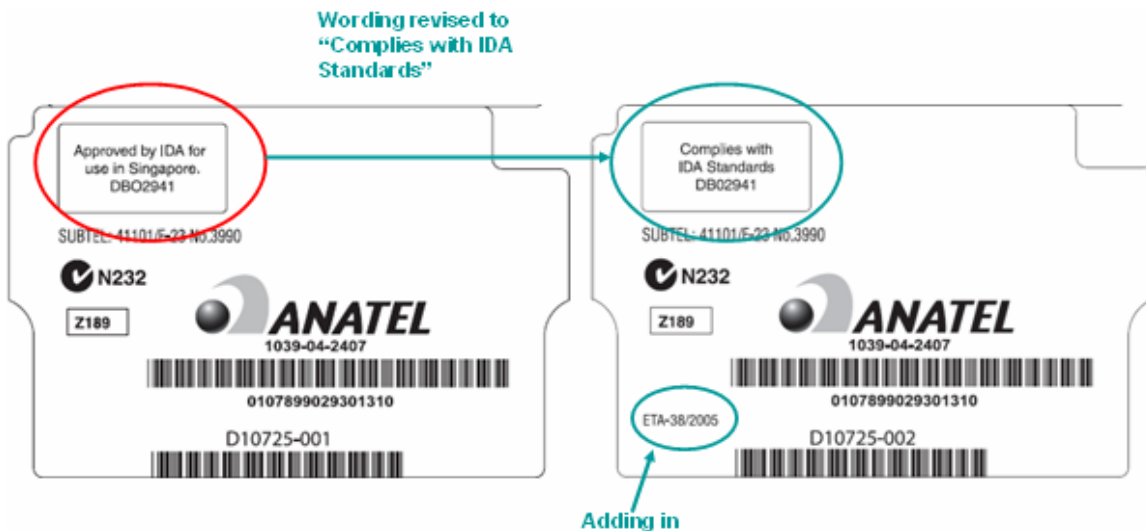 Wording revised to
“Complies with IDA
Standards”
Approved by IDA for
use in Singapore.
DBO2941
SUBTEL: 41101/F-23-No.3990
N232
Z189
ANATEL
1039-04-2407
0107899029301310
D10725-001
Complies with
IDA Standards
DB02941
SUBTEL: 41101/F-23-No.3990
N232
Z189
ANATEL
1039-04-2407
0107899029301310
ETA-38/2005
D10725-002
Adding in